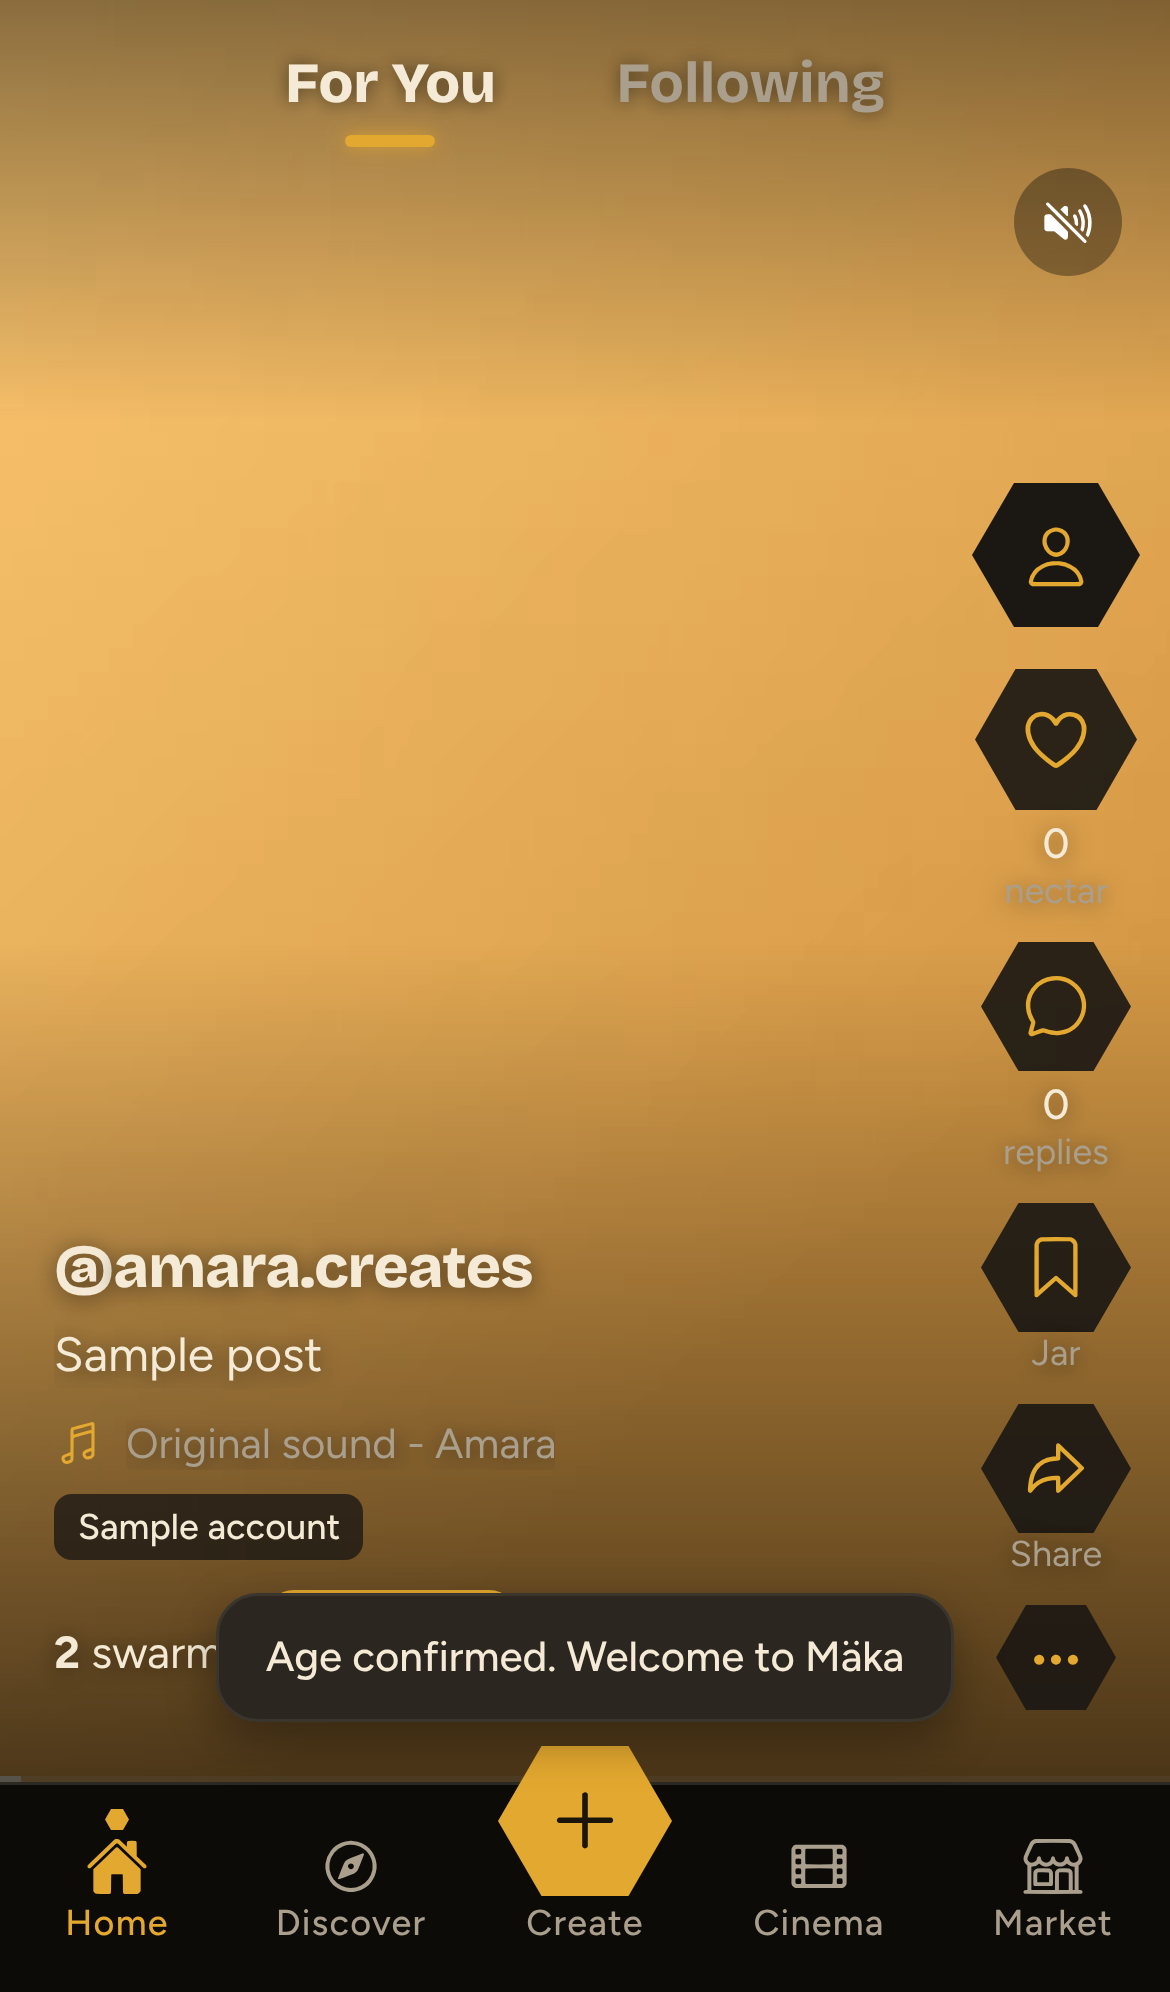 For You Following
0
nectar
0
replies
@amara.creates
Sample post
Jar
Original sound - Amara
Sample account
Share
2 swarm
Age confirmed. Welcome to Mäka
Home Discover Create Cinema Market